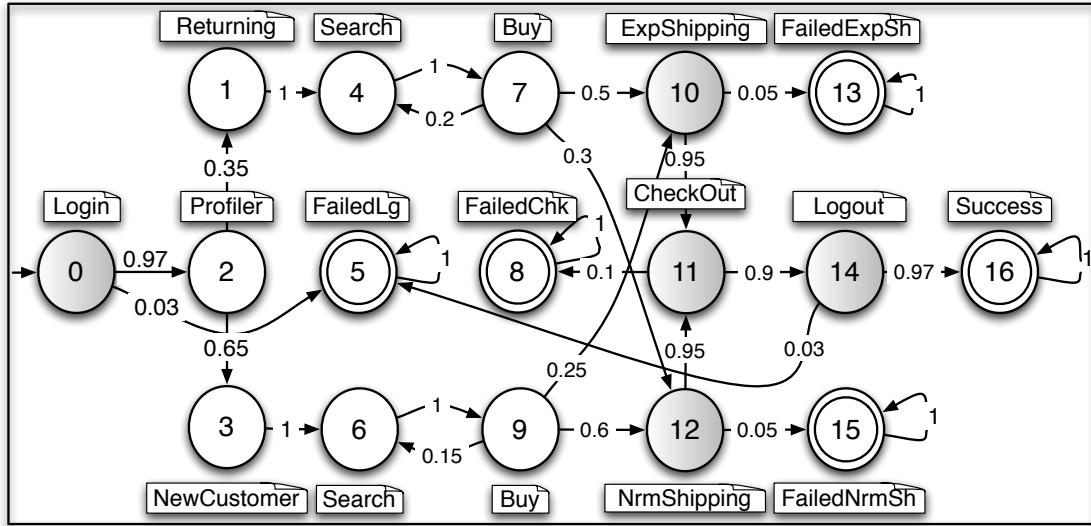 Returning Search Buy ExpShipping FailedExpSh
1 1 4 1 0.2 7 0.5 10 0.05 13 1
0.35 0.3 0.95
Login Profiler FailedLg FailedChk CheckOut Logout Success
0 0.97 2 5 1 8 1 0.1 11 0.9 14 0.97 16 1
0.03
0.65 0.25 0.95 0.03
3 1 6 1 0.15 9 0.6 12 0.05 15 1
NewCustomer Search Buy NrmShipping FailedNrmSh